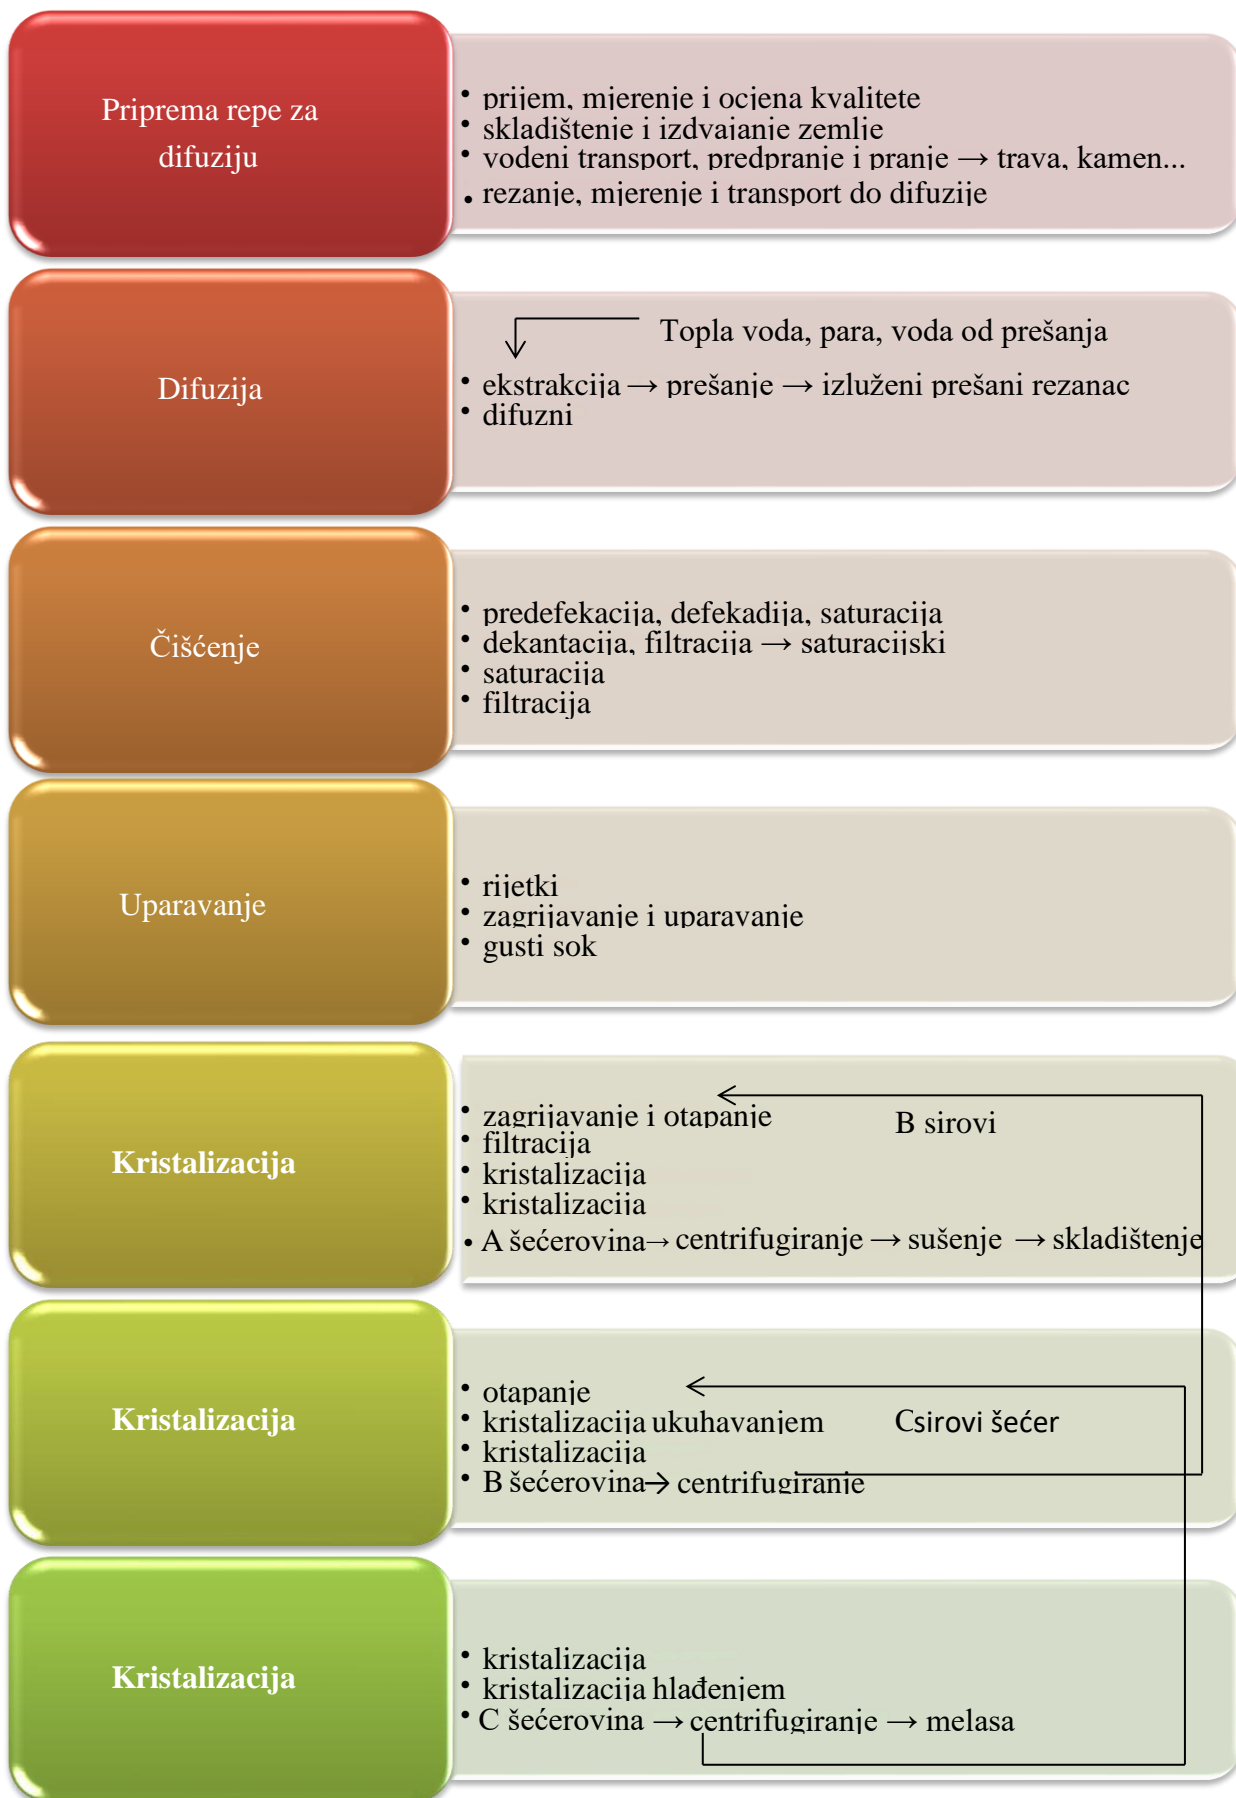 Priprema repe za
difuziju
• prijem, mjerenje i ocjena kvalitete
• skladištenje i izdvajanje zemlje
• vodeni transport, predpranje i pranje → trava, kamen...
• rezanje, mjerenje i transport do difuzije
Difuzija
Topla voda, para, voda od prešanja
• ekstrakcija → prešanje → izluženi prešani rezanac
• difuzni
Čišćenje
• predefekacija, defekadija, saturacija
• dekantacija, filtracija → saturacijski
• saturacija
• filtracija
Uparavanje
• rijetki
• zagrijavanje i uparavanje
• gusti sok
Kristalizacija
• zagrijavanje i otapanje
B sirovi
• filtracija
• kristalizacija
• kristalizacija
• A šećerovina → centrifugiranje → sušenje → skladištenje
Kristalizacija
• otapanje
• kristalizacija ukuhavanjem
Csirovi šećer
• kristalizacija
• B šećerovina → centrifugiranje
Kristalizacija
• kristalizacija
• kristalizacija hlađenjem
• C šećerovina → centrifugiranje → melasa